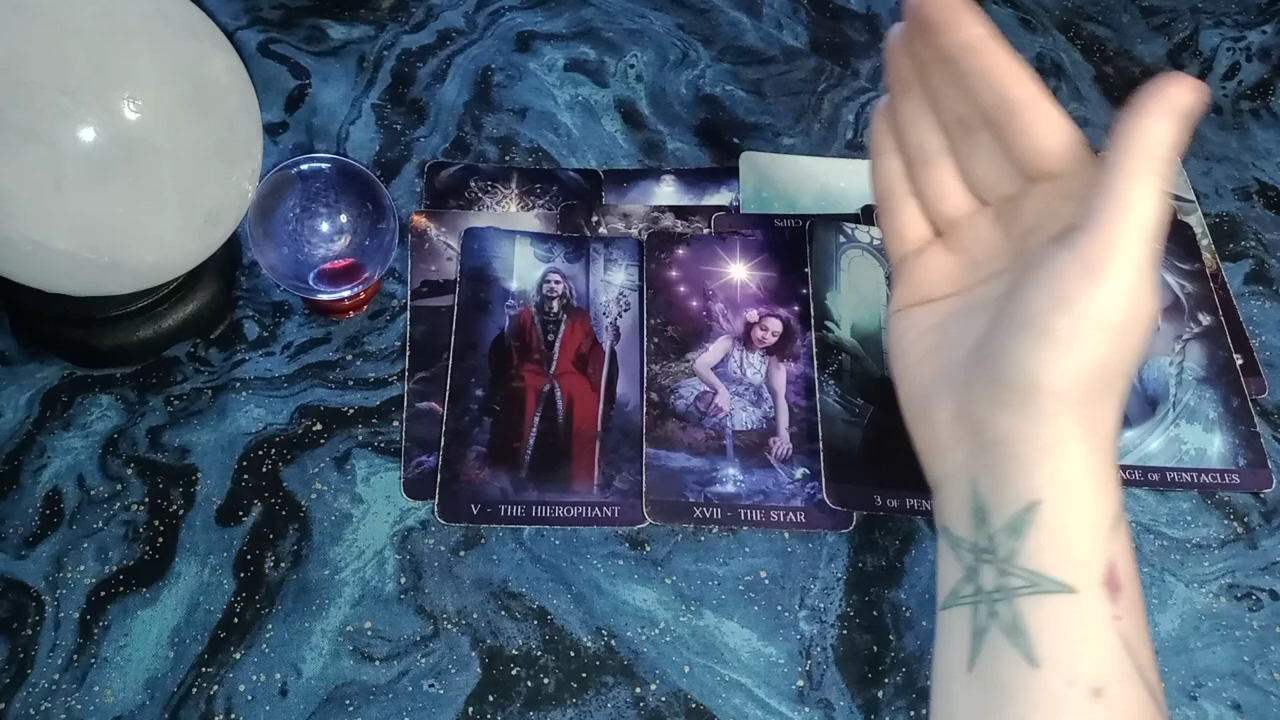 CUPS
V - THE HIEROPHANT
XVII - THE STAR
3 OF PEN
AGE OF PENTACLES